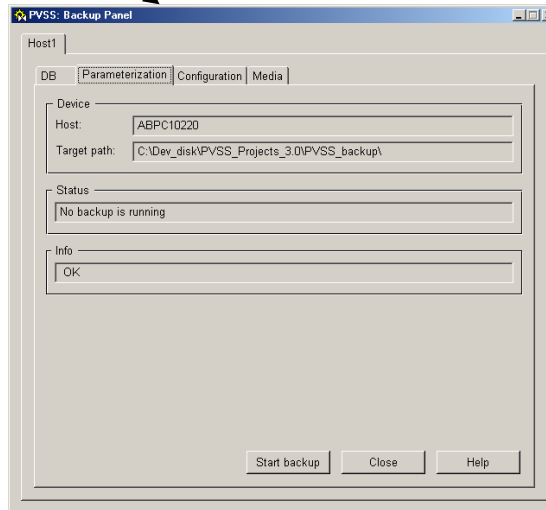 PVSS: Backup Panel
Host1
DB Parameterization Configuration Media
Device
Host: ABPC10220
Target path: C:\Dev_disk\PVSS_Projects_3.0\PVSS_backup\
Status
No backup is running
Info
OK
Start backup Close Help